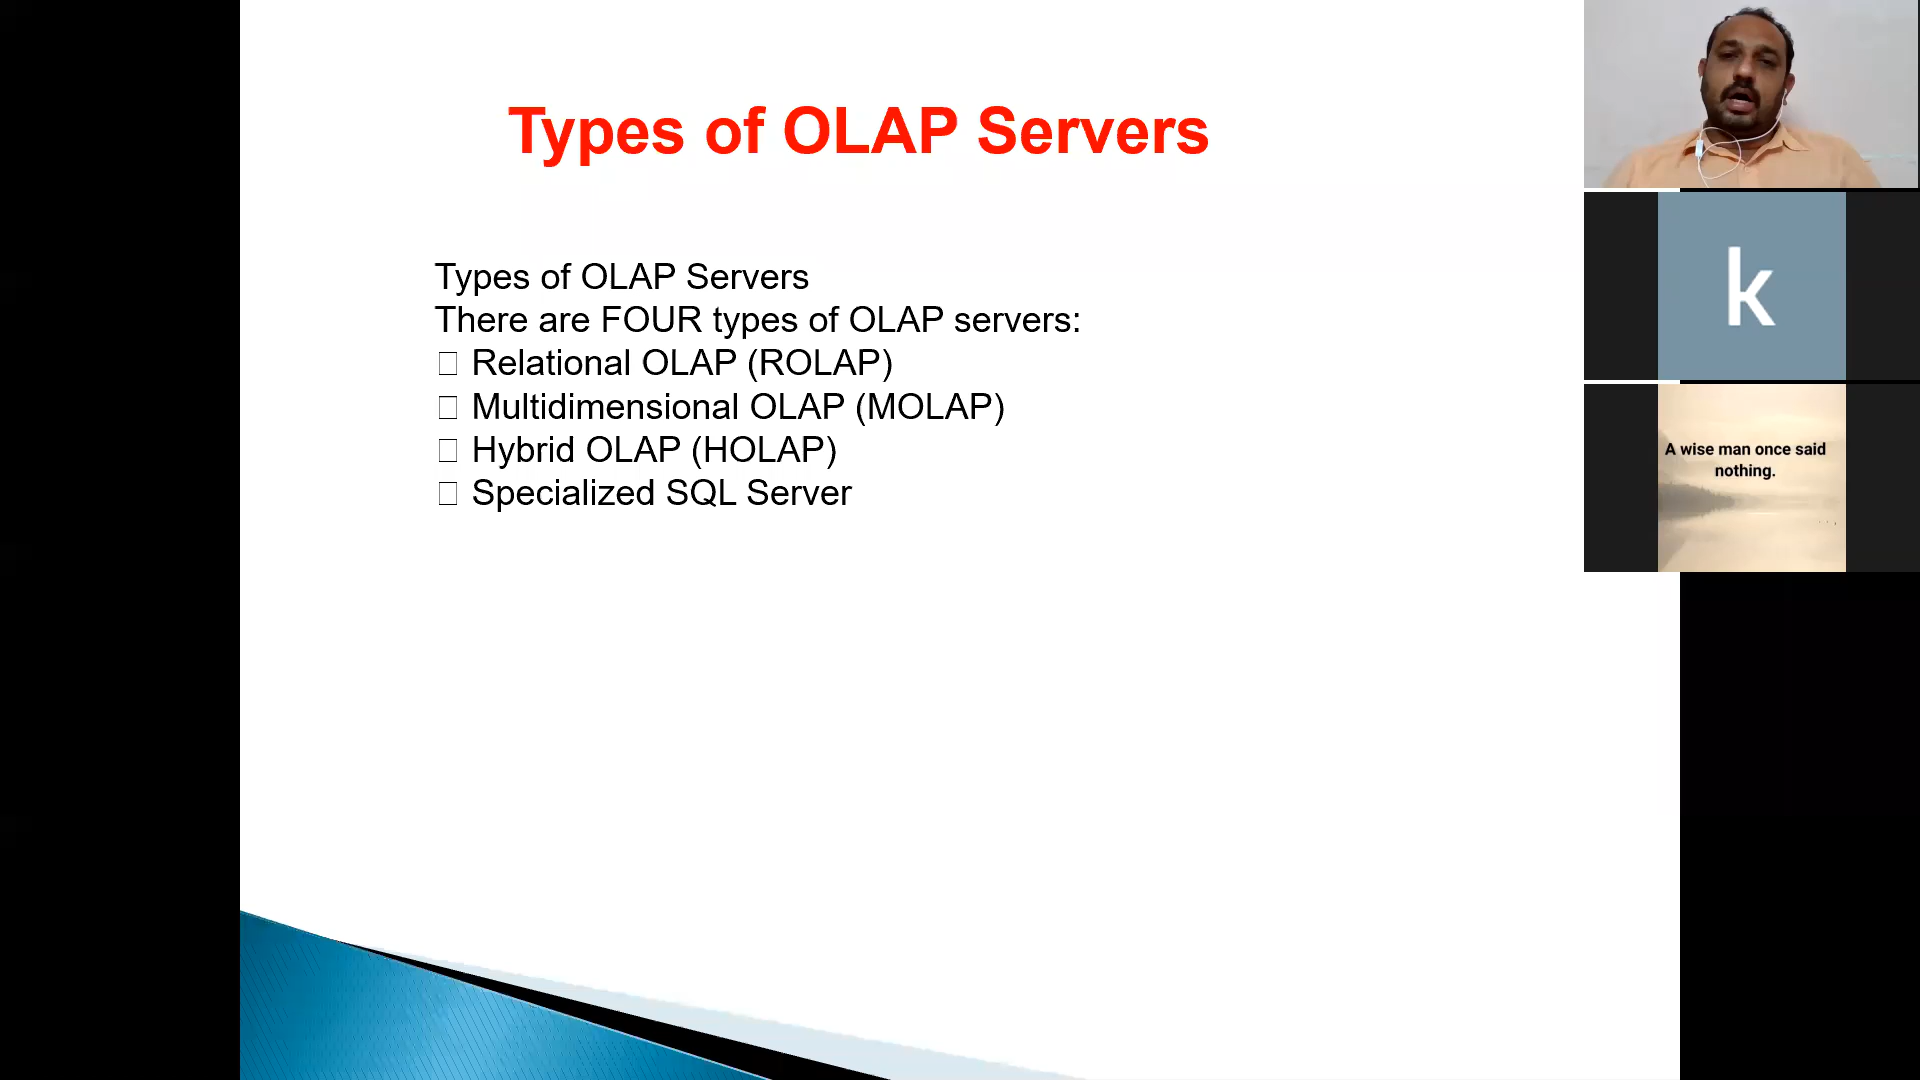 Types of OLAP Servers
Types of OLAP Servers
There are FOUR types of OLAP servers:
□ Relational OLAP (ROLAP)
□ Multidimensional OLAP (MOLAP)
□ Hybrid OLAP (HOLAP)
□ Specialized SQL Server
k
A wise man once said
nothing.